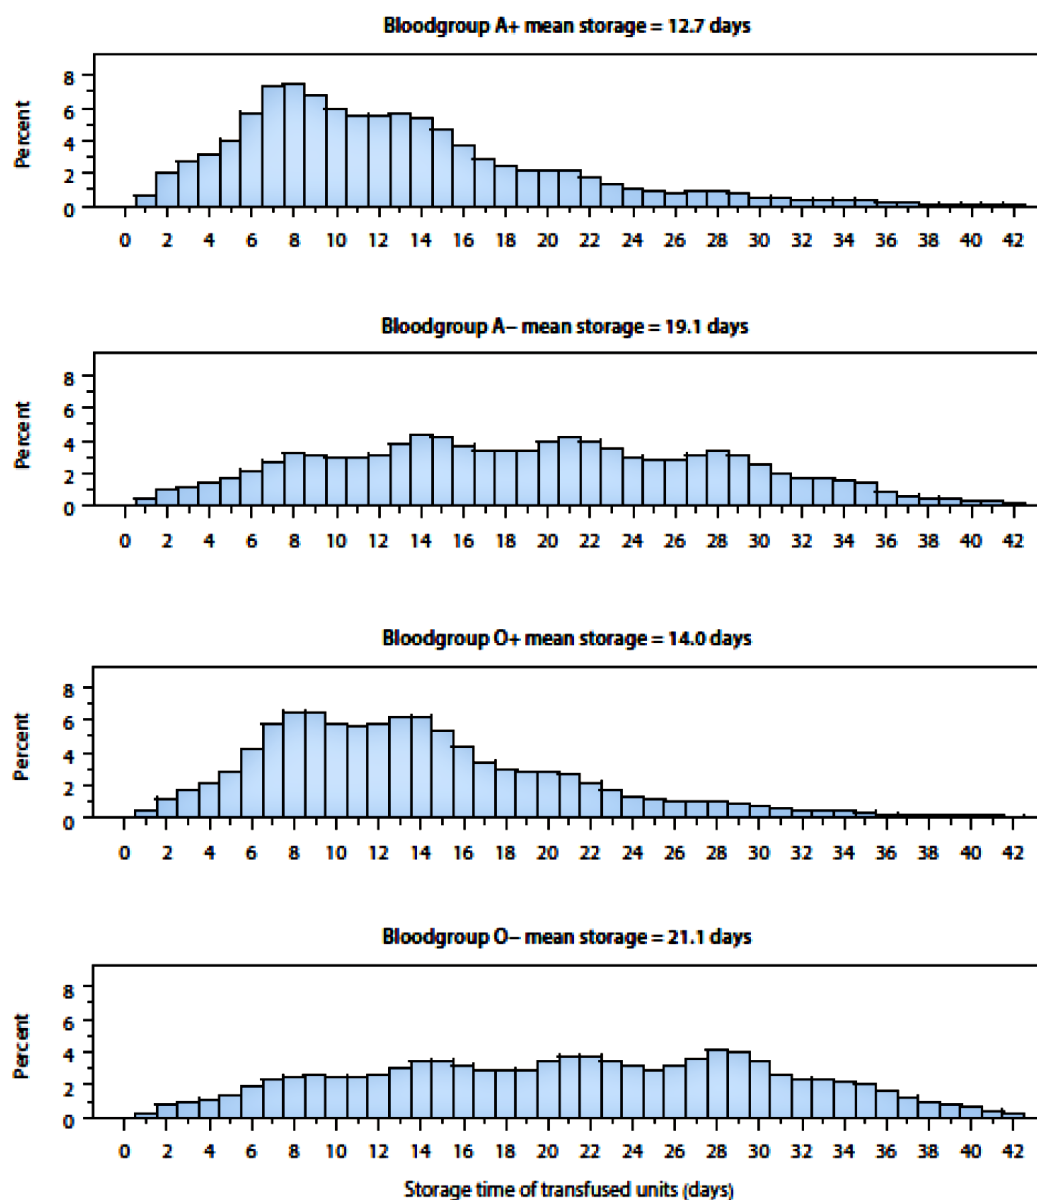 Bloodgroup A+ mean storage = 12.7 days
Percent
8
6
4
2
0
0 2 4 6 8 10 12 14 16 18 20 22 24 26 28 30 32 34 36 38 40 42
Bloodgroup A− mean storage = 19.1 days
Percent
8
6
4
2
0
0 2 4 6 8 10 12 14 16 18 20 22 24 26 28 30 32 34 36 38 40 42
Bloodgroup O+ mean storage = 14.0 days
Percent
8
6
4
2
0
0 2 4 6 8 10 12 14 16 18 20 22 24 26 28 30 32 34 36 38 40 42
Bloodgroup O− mean storage = 21.1 days
Percent
8
6
4
2
0
0 2 4 6 8 10 12 14 16 18 20 22 24 26 28 30 32 34 36 38 40 42
Storage time of transfused units (days)